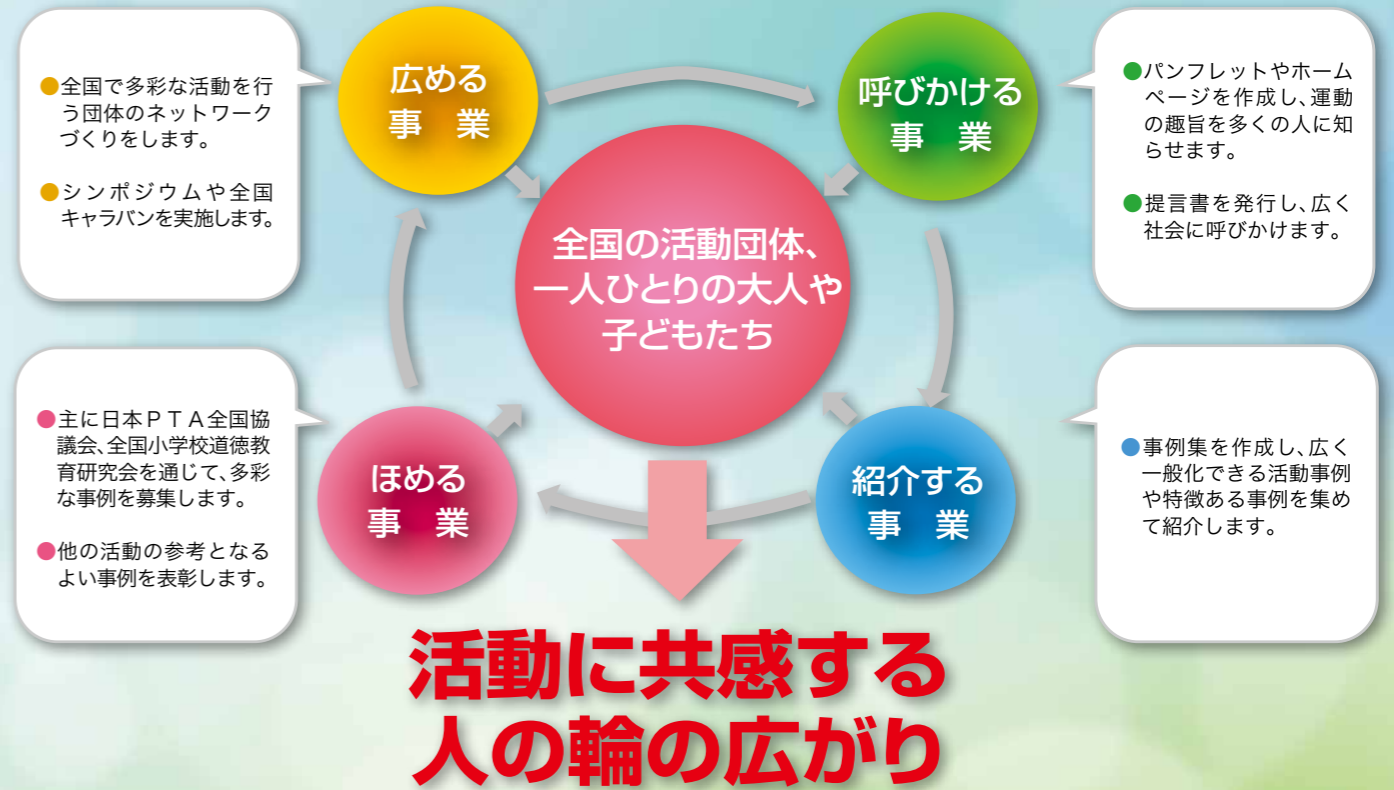 ●全国で多彩な活動を行
う団体のネットワーク
づくりをします。
●シンポジウムや全国
キャラバンを実施します。
広める
事　業
呼びかける
事　業
●パンフレットやホーム
ページを作成し、運動
の趣旨を多くの人に知
らせます。
●提言書を発行し、広く
社会に呼びかけます。
全国の活動団体、
一人ひとりの大人や
子どもたち
●主に日本ＰＴＡ全国協
議会、全国小学校道徳教
育研究会を通じて、多彩
な事例を募集します。
●他の活動の参考となる
よい事例を表彰します。
ほめる
事　業
紹介する
事　業
●事例集を作成し、広く
一般化できる活動事例
や特徴ある事例を集め
て紹介します。
活動に共感する
人の輪の広がり